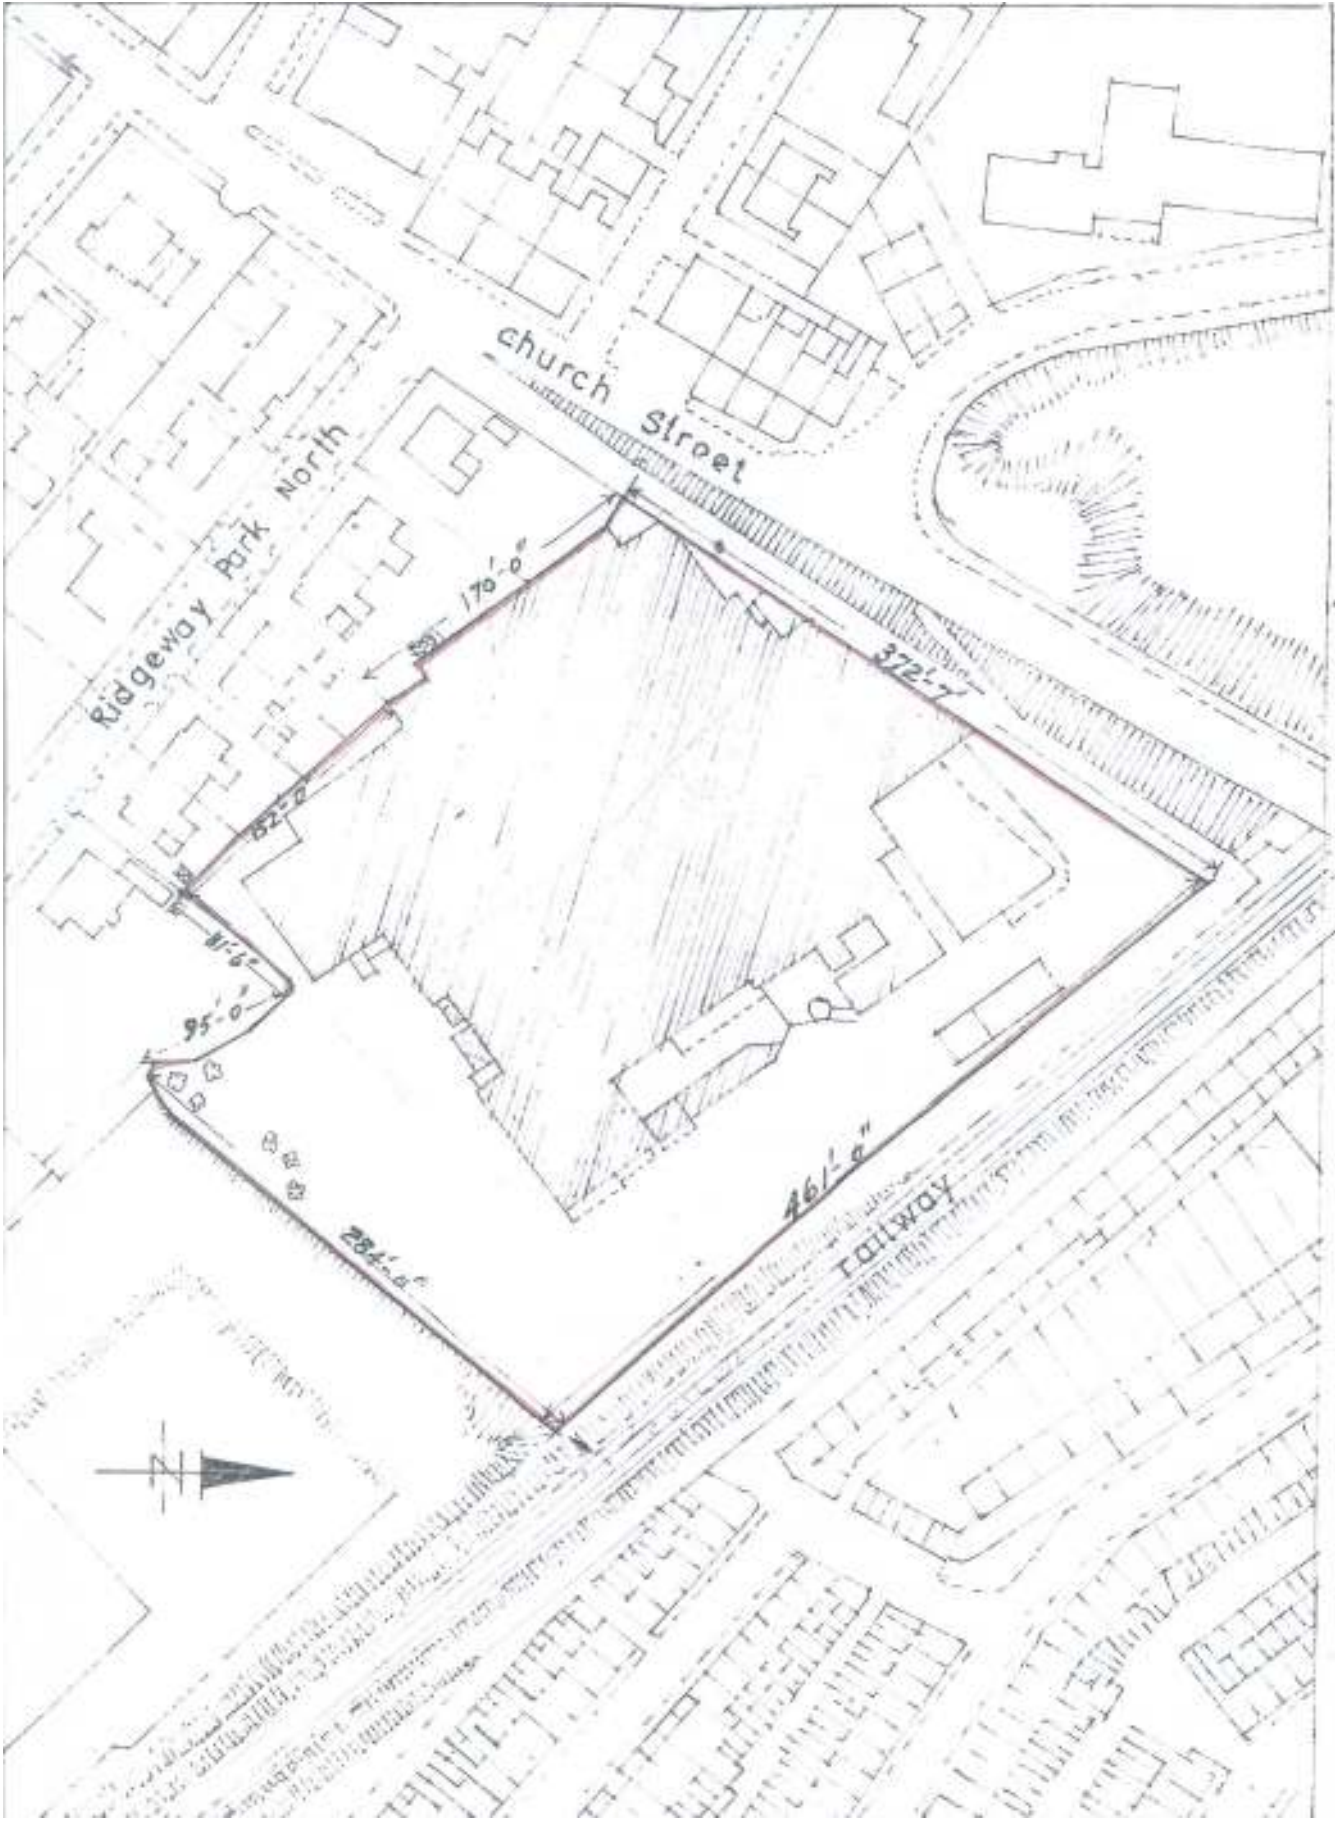 church Street
Ridgeway Park North
170'-0"
372'-7"
152'-0"
81'-6"
95'-0"
284'-0"
461'-0"
railway
N